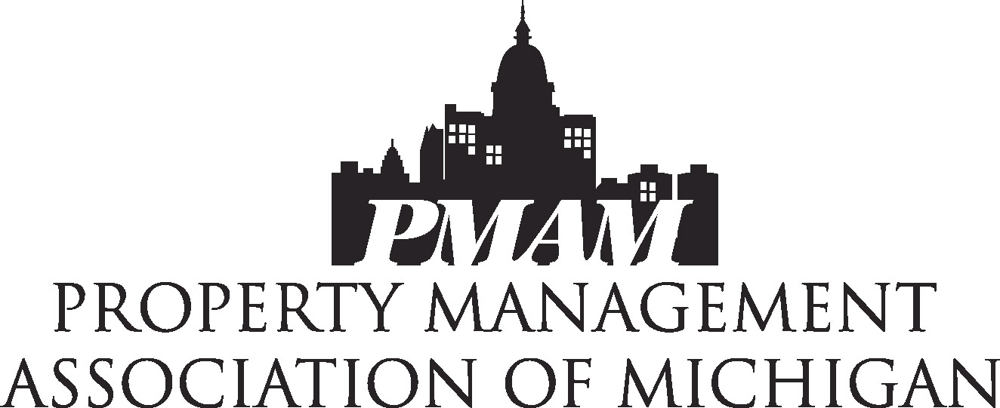 PMAM
PROPERTY MANAGEMENT
ASSOCIATION OF MICHIGAN